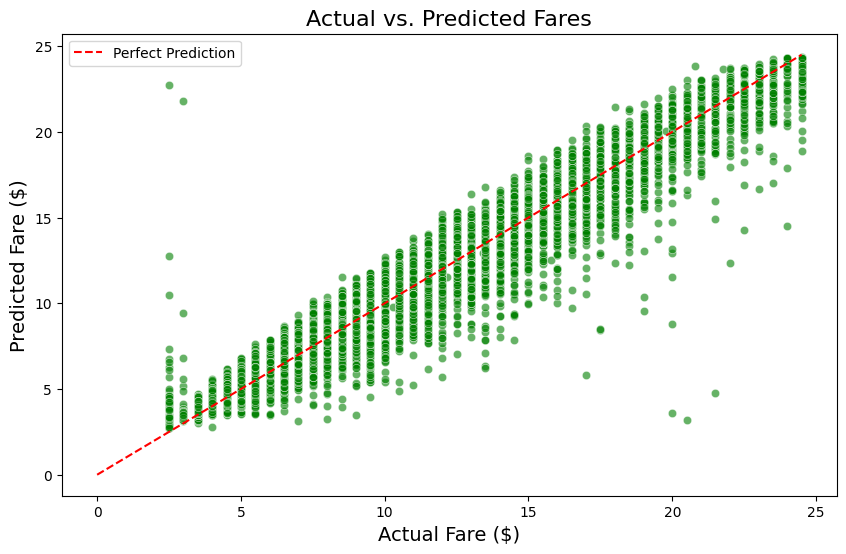 Actual vs. Predicted Fares
Perfect Prediction
Predicted Fare ($)
25
20
15
10
5
0
0 5 10 15 20 25
Actual Fare ($)